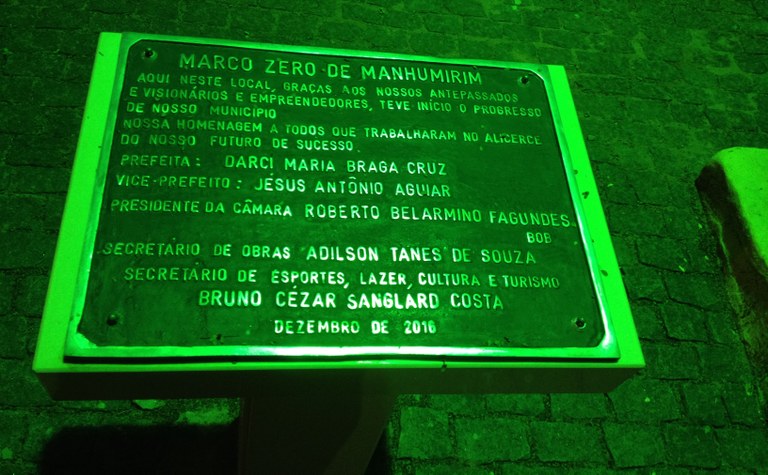 MARCO ZERO DE MANHUMIRIM
AQUI NESTE LOCAL, GRAÇAS AOS NOSSOS ANTEPASSADOS
E VISIONÁRIOS E EMPREENDEDORES, TEVE INÍCIO O PROGRESSO
DE NOSSO MUNICÍPIO
NOSSA HOMENAGEM A TODOS QUE TRABALHARAM NO ALICERCE
DO NOSSO FUTURO DE SUCESSO.
PREFEITA: DARCI MARIA BRAGA CRUZ
VICE-PREFEITO: JESUS ANTÔNIO AGUIAR
PRESIDENTE DA CÂMARA ROBERTO BELARMINO FAGUNDES
BOB
SECRETÁRIO DE OBRAS ADILSON TANES DE SOUZA
SECRETÁRIO DE ESPORTES, LAZER, CULTURA E TURISMO
BRUNO CÉZAR SANGLARD COSTA
DEZEMBRO DE 2016